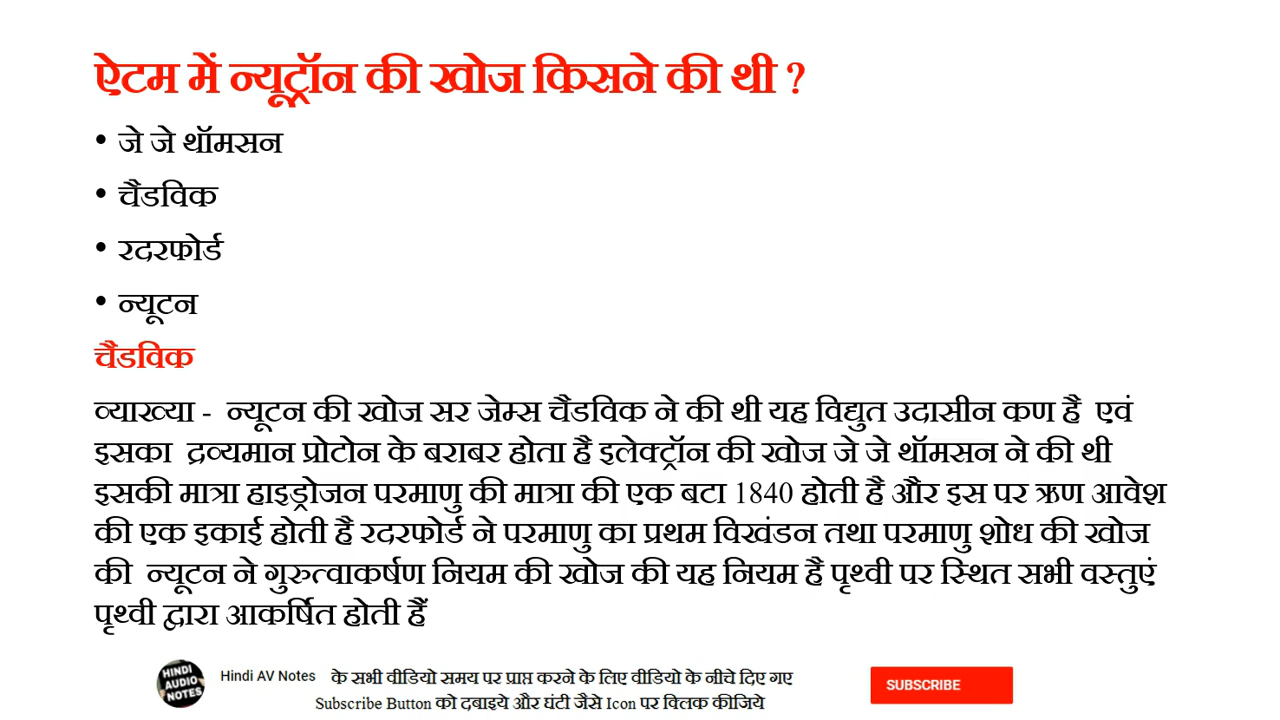 ऐटम में न्यूट्रॉन की खोज किसने की थी ?
• जे जे थॉमसन
• चैडविक
• रदरफोर्ड
• न्यूटन
चैंडविक
व्याख्या - न्यूटन की खोज सर जेम्स चैंडविक ने की थी यह विद्युत उदासीन कण है एवं
इसका द्रव्यमान प्रोटोन के बराबर होता है इलेक्ट्रॉन की खोज जे जे थॉमसन ने की थी
इसकी मात्रा हाइड्रोजन परमाणु की मात्रा की एक बटा 1840 होती है और इस पर ऋण आवेश
की एक इकाई होती है रदरफोर्ड ने परमाणु का प्रथम विखंडन तथा परमाणु शोध की खोज
की न्यूटन ने गुरुत्वाकर्षण नियम की खोज की यह नियम है पृथ्वी पर स्थित सभी वस्तुएं
पृथ्वी द्वारा आकर्षित होती हैं
HINDI
AUDIO
NOTES
Hindi AV Notes के सभी वीडियो समय पर प्राप्त करने के लिए वीडियो के नीचे दिए गए
Subscribe Button को दबाइये और घंटी जैसे Icon पर क्लिक कीजिये
SUBSCRIBE